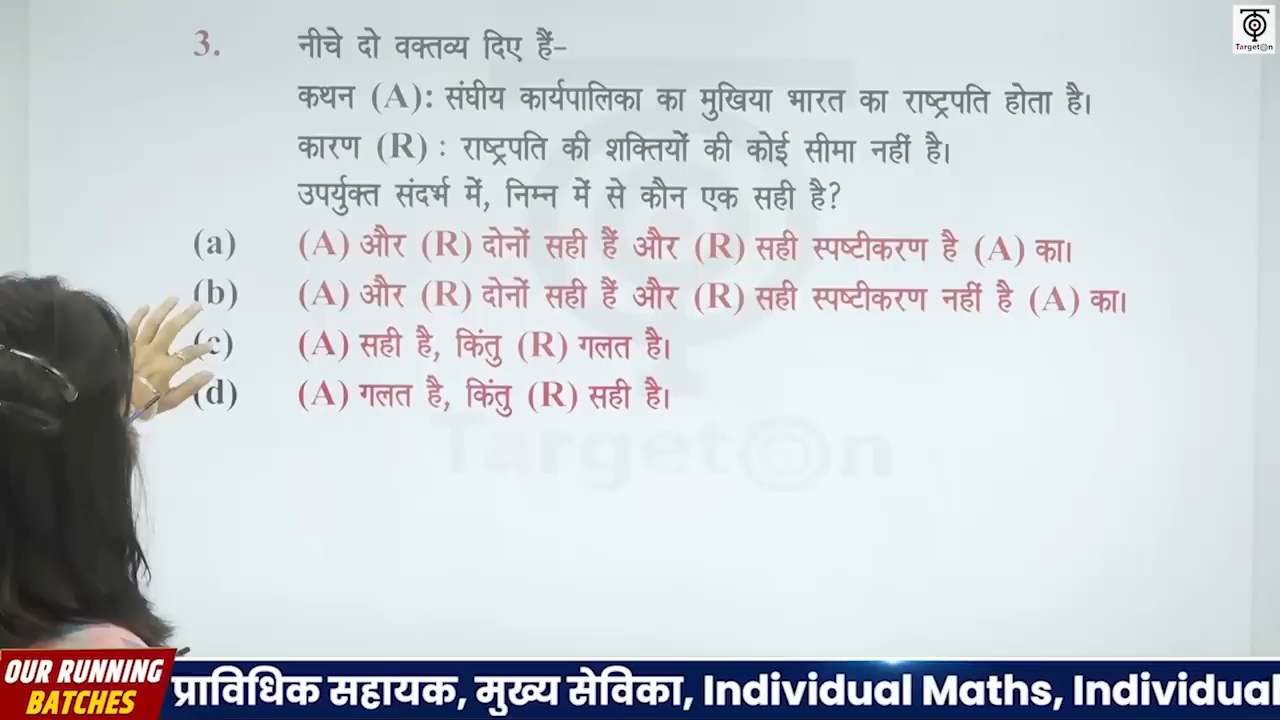 Target⊙n
3. नीचे दो वक्तव्य दिए हैं–
कथन (A): संघीय कार्यपालिका का मुखिया भारत का राष्ट्रपति होता है।
कारण (R) : राष्ट्रपति की शक्तियों की कोई सीमा नहीं है।
उपर्युक्त संदर्भ में, निम्न में से कौन एक सही है?
(a) (A) और (R) दोनों सही हैं और (R) सही स्पष्टीकरण है (A) का।
(b) (A) और (R) दोनों सही हैं और (R) सही स्पष्टीकरण नहीं है (A) का।
(c) (A) सही है, किंतु (R) गलत है।
(d) (A) गलत है, किंतु (R) सही है।
Target@n
OUR RUNNING
BATCHES
प्राविधिक सहायक, मुख्य सेविका, Individual Maths, Individual